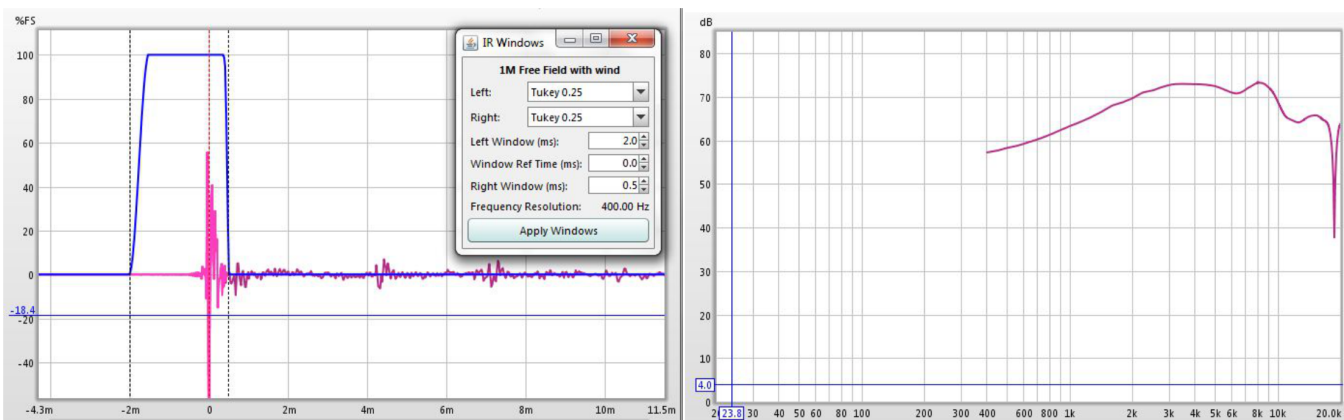 %FS
100
80
60
40
20
0
-18.4
-20
-40
-4.3m -2m 0 2m 4m 6m 8m 10m 11.5m
IR Windows
1M Free Field with wind
Left: Tukey 0.25
Right: Tukey 0.25
Left Window (ms): 2.0
Window Ref Time (ms): 0.0
Right Window (ms): 0.5
Frequency Resolution: 400.00 Hz
Apply Windows
dB
80
70
60
50
40
30
20
10
4.0
0
23.8 30 40 50 60 80 100 200 300 400 600 800 1k 2k 3k 4k 5k 6k 8k 10k 20.0k